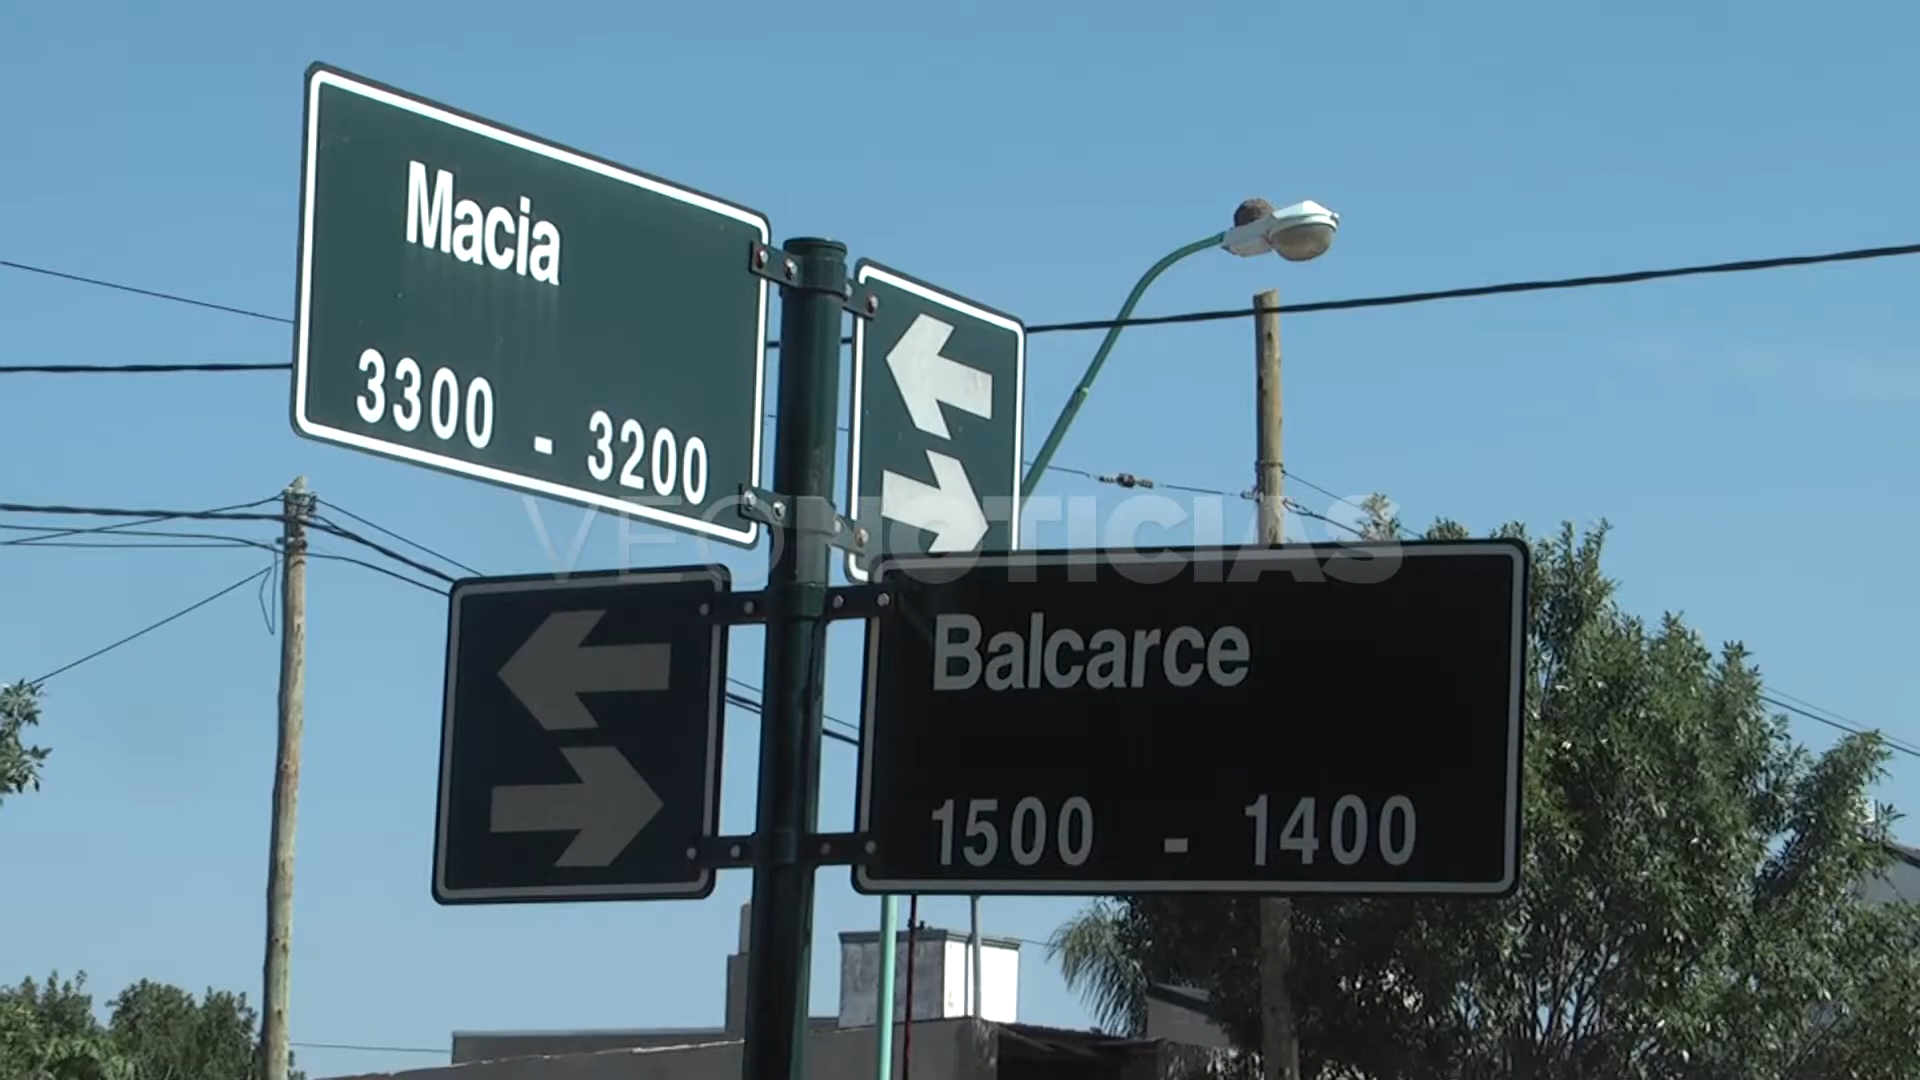 Macia
3300 - 3200
VEONOTICIAS
Balcarce
1500 - 1400